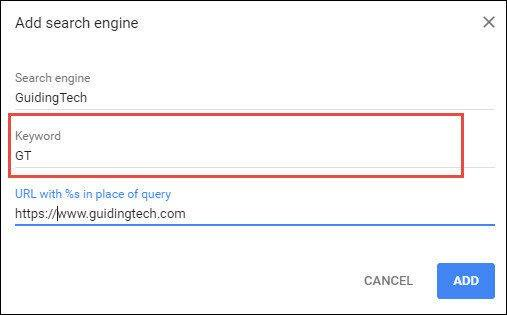 Add search engine
Search engine
GuidingTech
Keyword
GT
URL with %s in place of query
https://www.guidingtech.com
CANCEL ADD